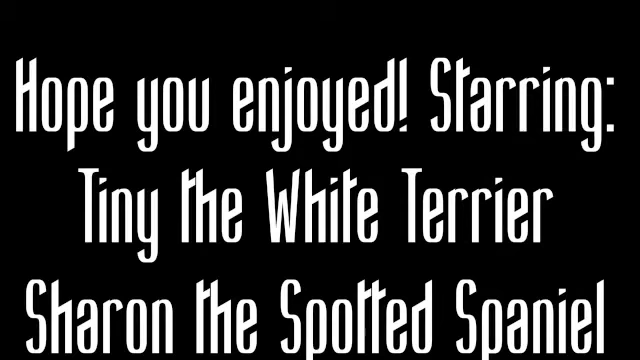 Hope you enjoyed! Starring:
Tiny the White Terrier
Sharon the Spotted Spaniel